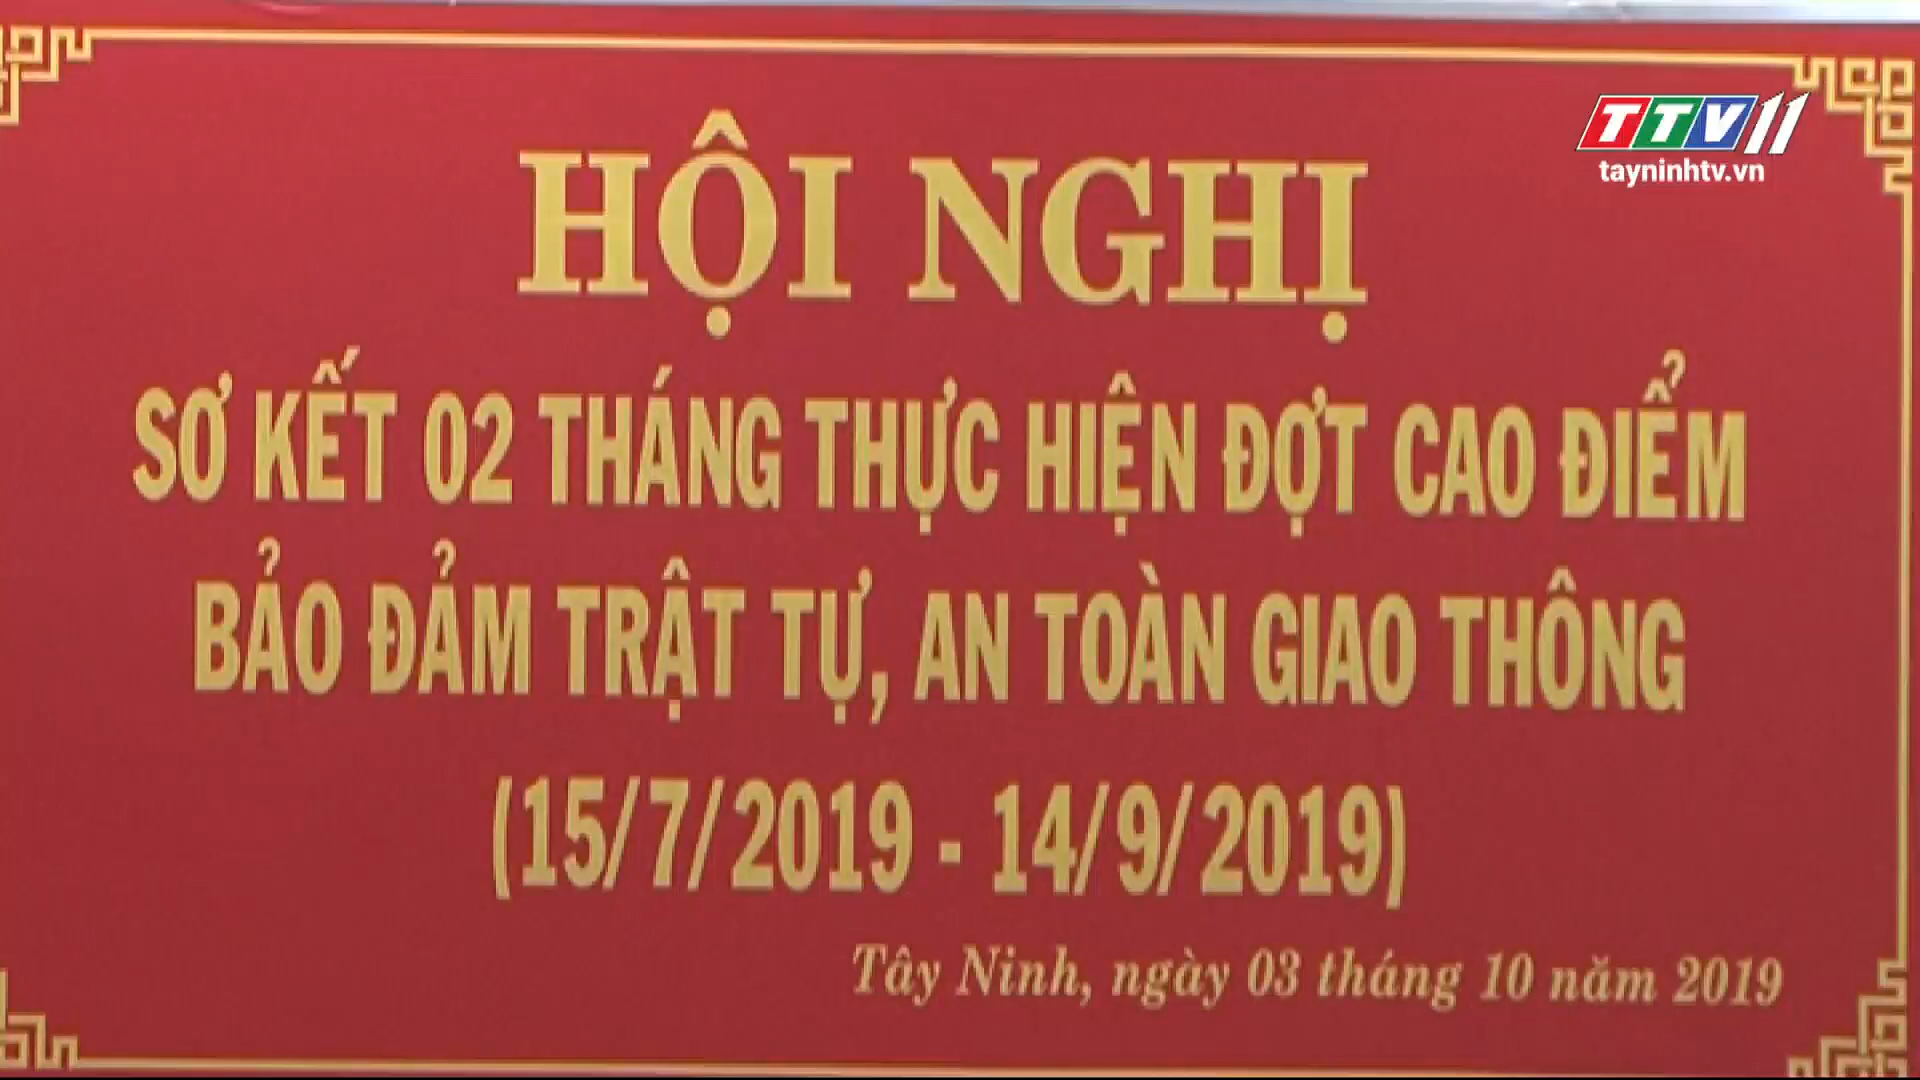 TTV11
tayninhtv.vn
HỘI NGHỊ
SƠ KẾT 02 THÁNG THỰC HIỆN ĐỢT CAO ĐIỂM
BẢO ĐẢM TRẬT TỰ, AN TOÀN GIAO THÔNG
(15/7/2019 - 14/9/2019)
Tây Ninh, ngày 03 tháng 10 năm 2019